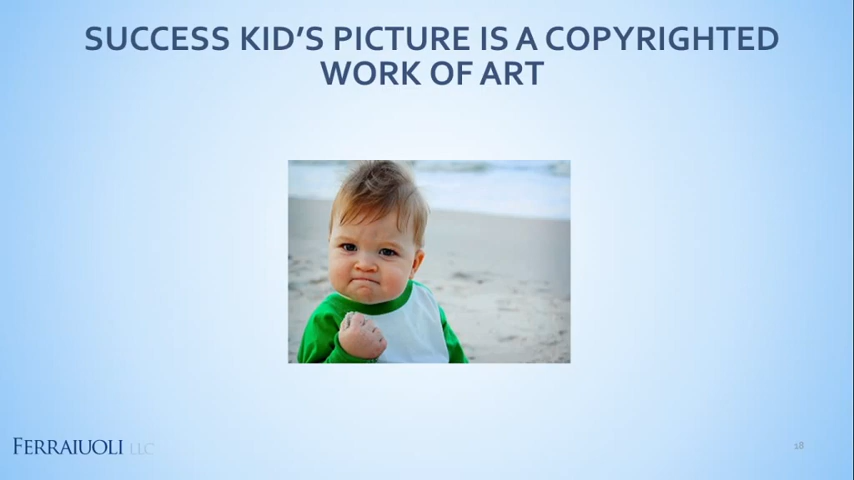 SUCCESS KID’S PICTURE IS A COPYRIGHTED
WORK OF ART
FERRAIUOLI LLC
18